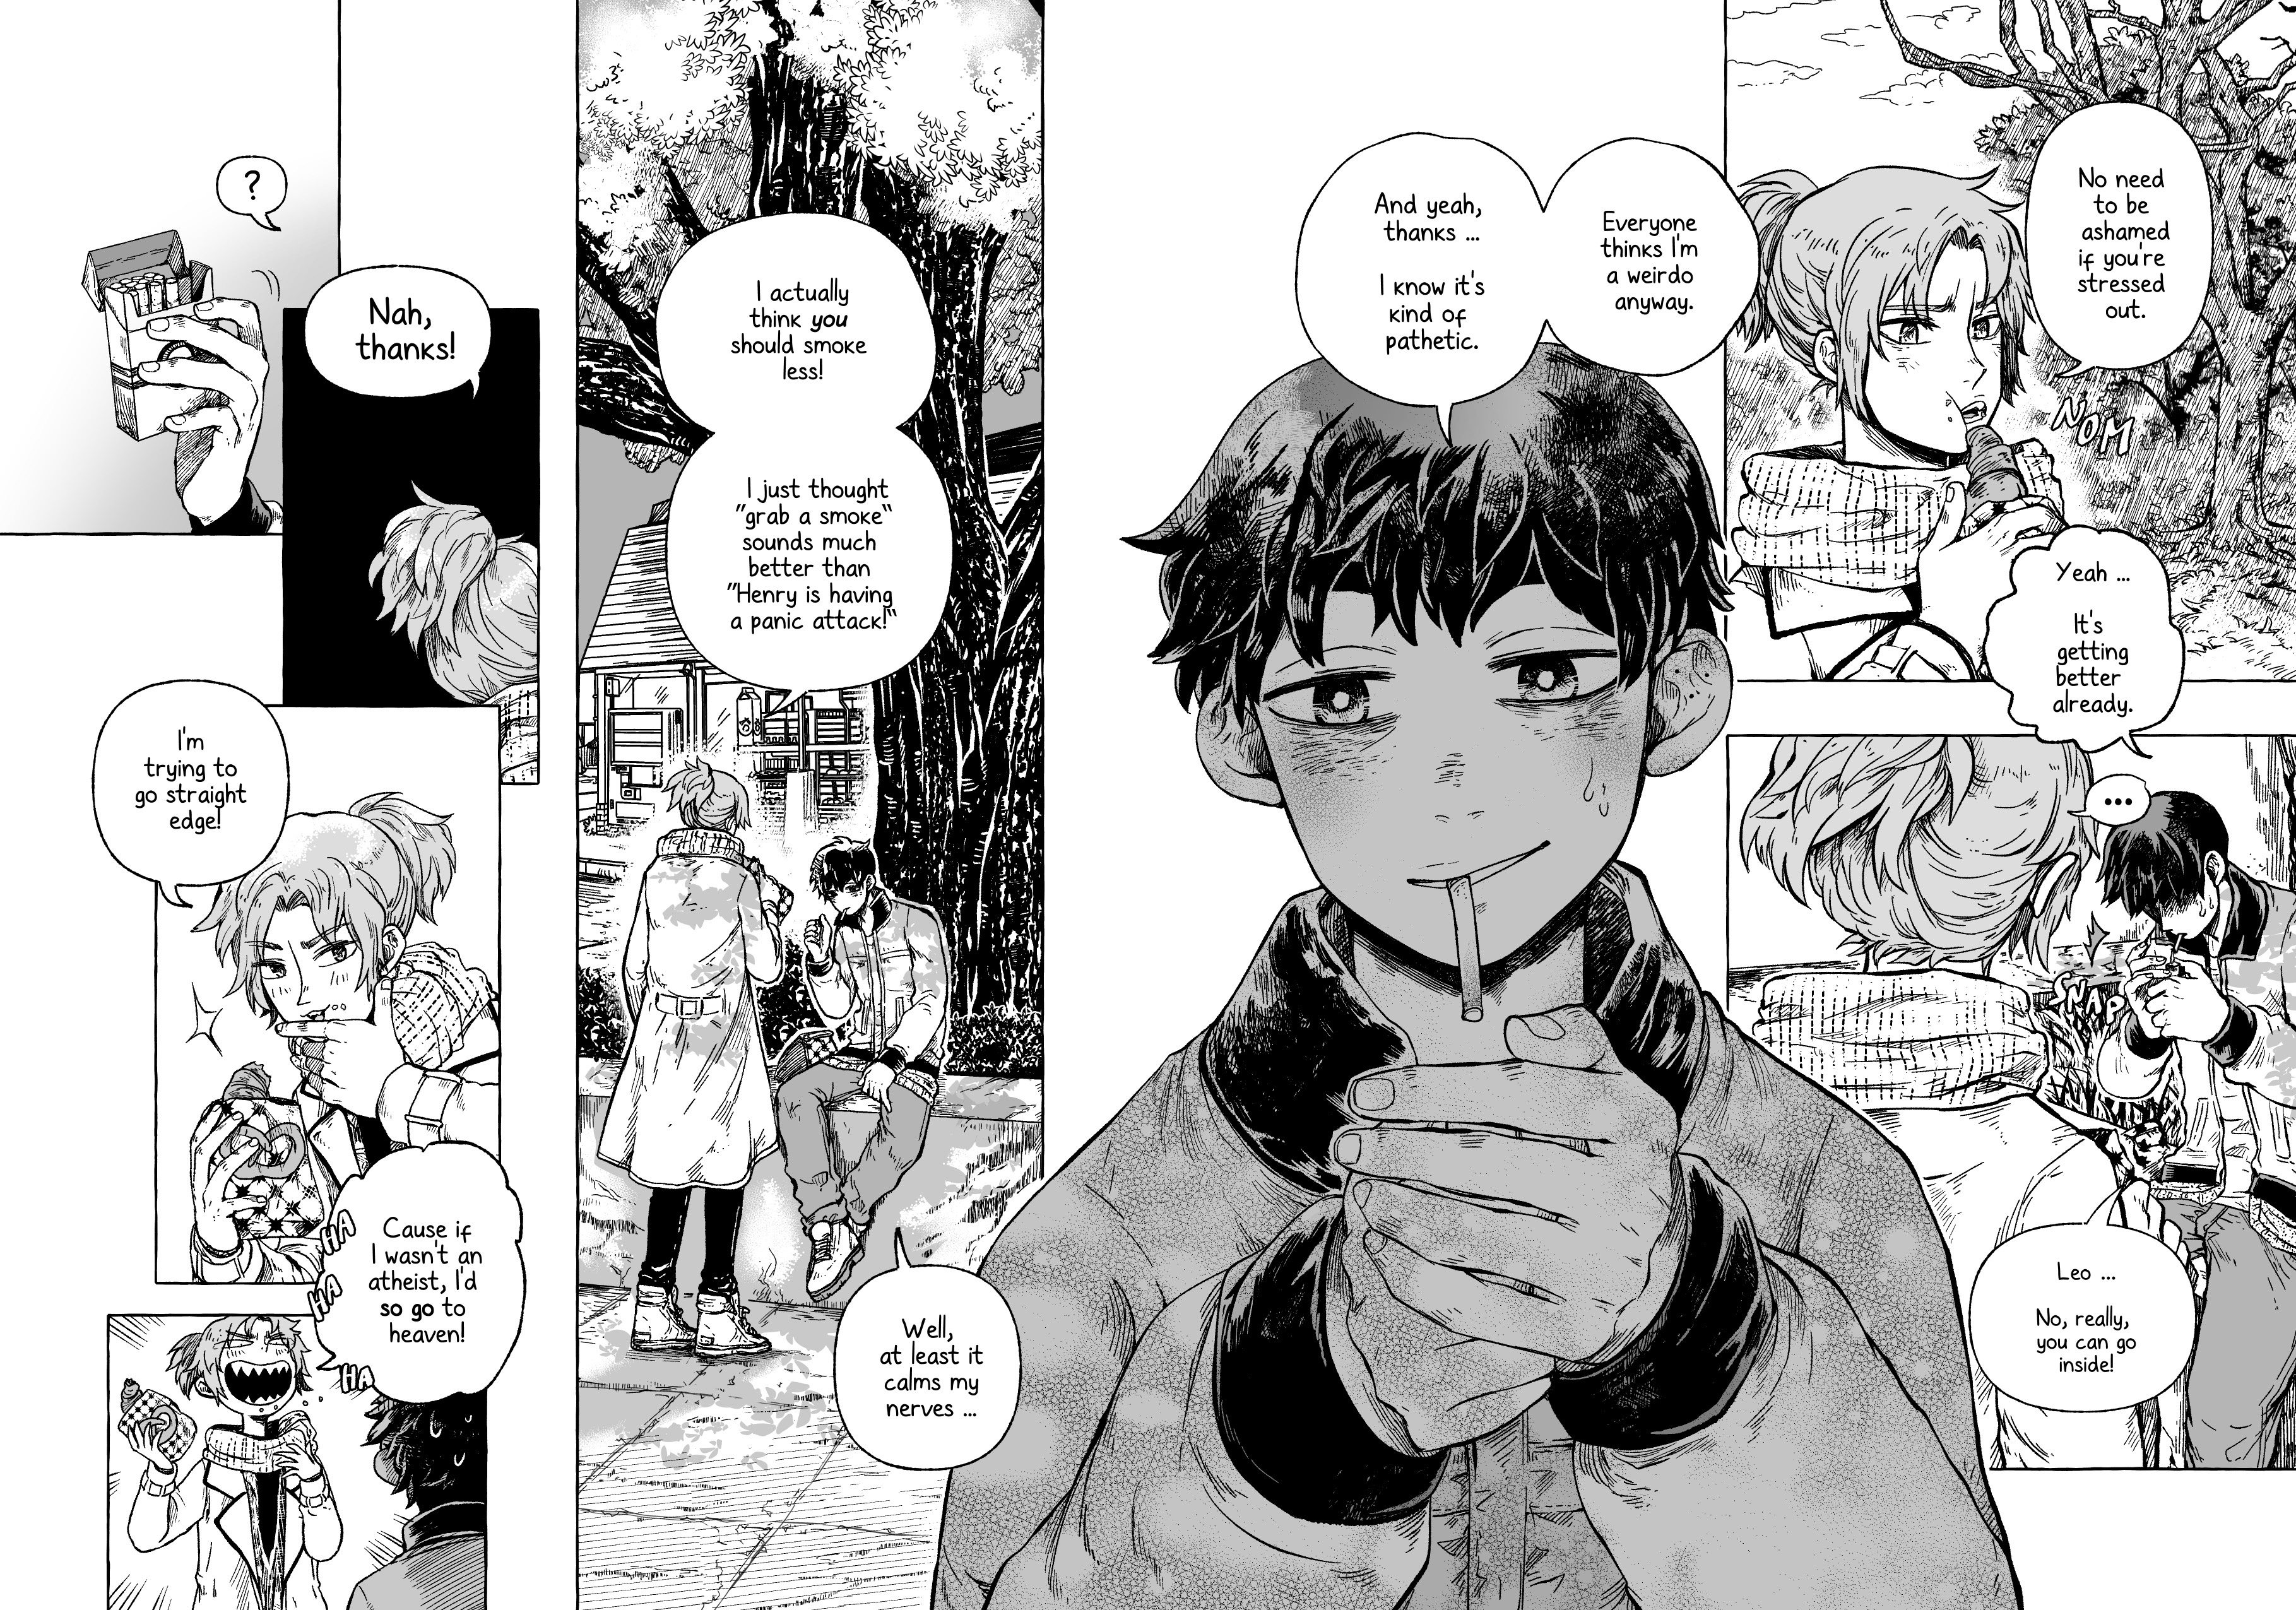 No need
to be
ashamed
if you're
stressed
out.
NOM
Yeah ...
It's
getting
better
already.
...
SNAP
Leo ...
No, really,
you can go
inside!
Everyone
thinks I'm
a weirdo
anyway.
And yeah,
thanks ...
I know it's
kind of
pathetic.
I actually
think you
should smoke
less!
I just thought
"grab a smoke“
sounds much
better than
"Henry is having
a panic attack!“
Well,
at least it
calms my
nerves ...
?
Nah,
thanks!
I'm
trying to
go straight
edge!
Cause if
I wasn't an
atheist, I'd
so go to
heaven!
HA
HA
HA